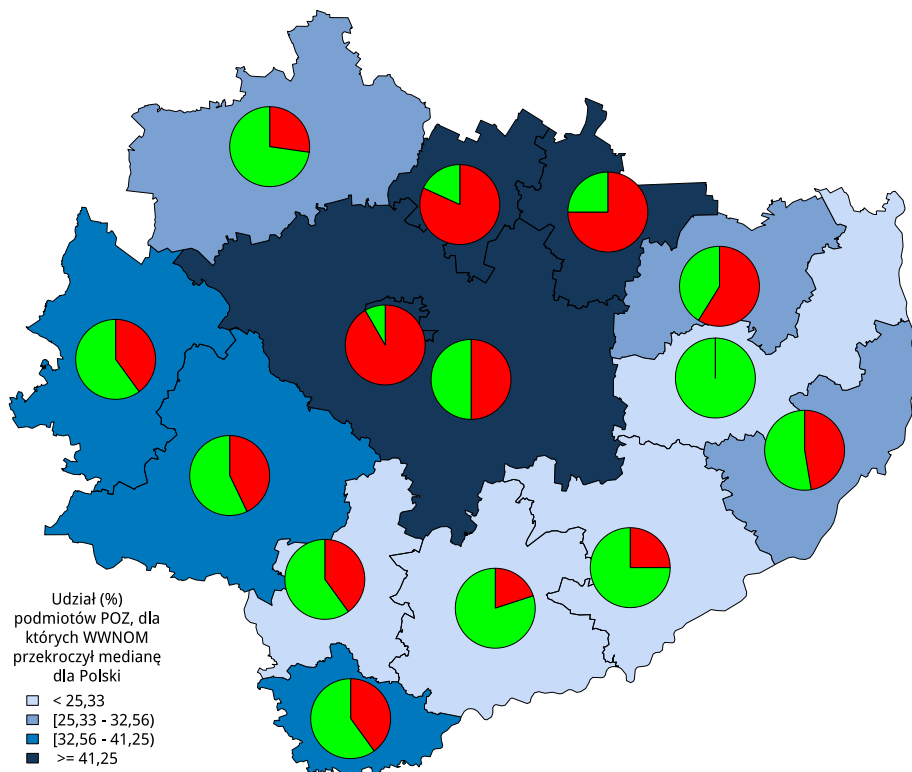 Udział (%)
podmiotów POZ, dla
których WWNOM
przekroczył medianę
dla Polski
< 25,33
[25,33 - 32,56)
[32,56 - 41,25)
>= 41,25